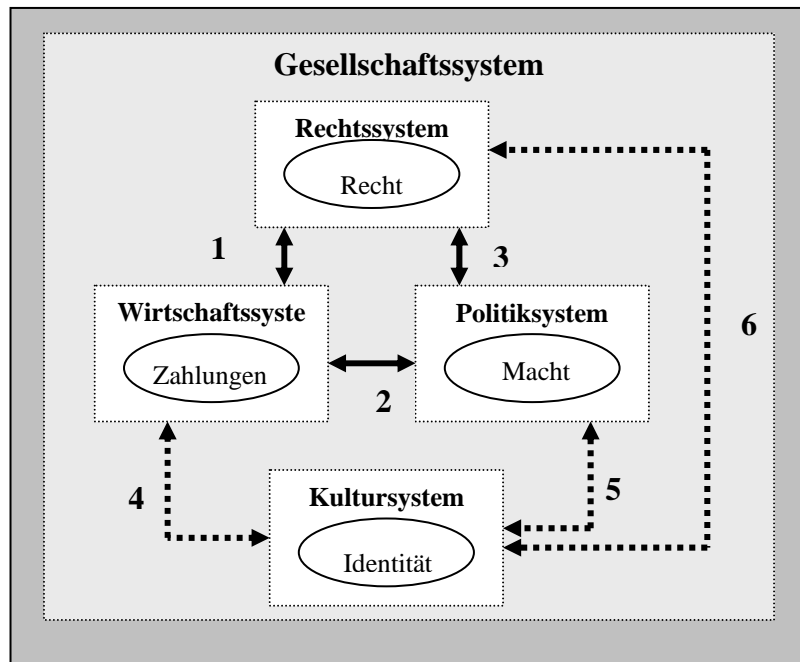 Gesellschaftssystem
Rechtssystem
Recht
1
3
Wirtschaftssyste
Zahlungen
2
Politiksystem
Macht
6
4
5
Kultursystem
Identität